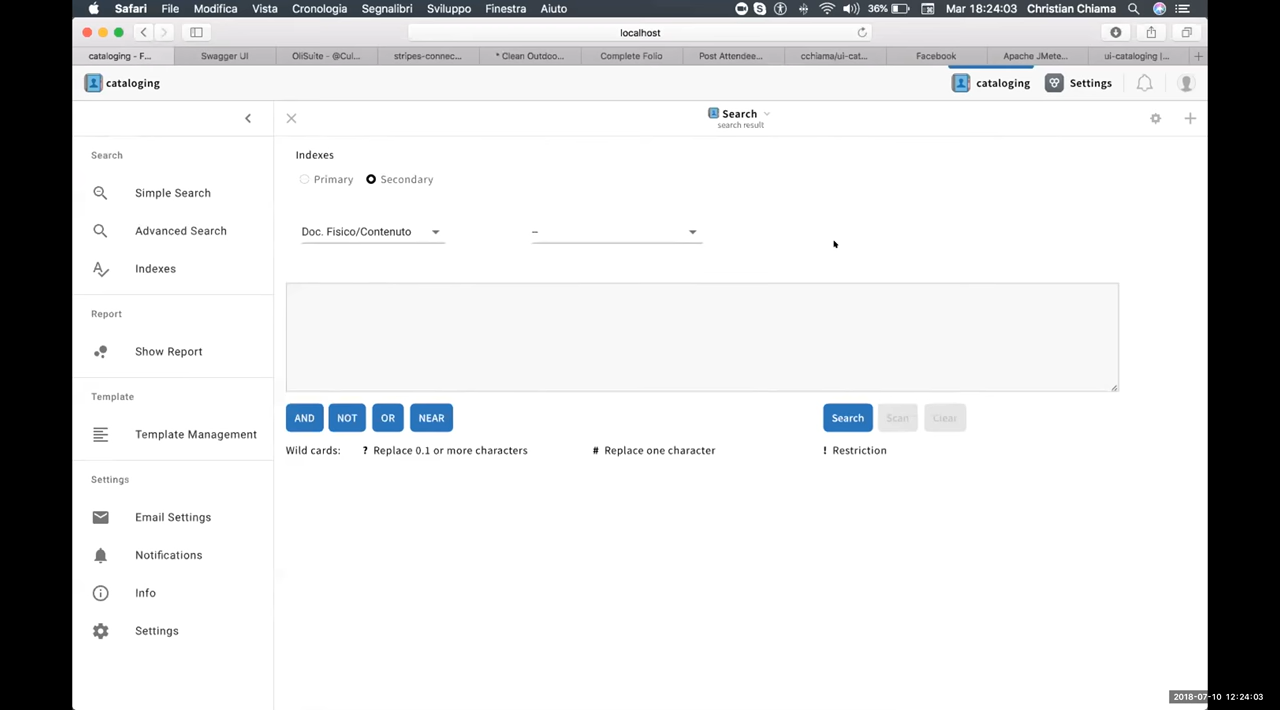 Safari File Modifica Vista Cronologia Segnalibri Sviluppo Finestra Aiuto 36% Mar 18:24:03 Christian Chiama
localhost
cataloging - F... Swagger UI OliSuite - @Cul... stripes-connec... * Clean Outdoo... Complete Folio Post Attendee... cchiama/ui-cat... Facebook Apache JMete... ui-cataloging |... +
cataloging cataloging Settings
Search
search result
Search
Simple Search
Advanced Search
Indexes
Report
Show Report
Template
Template Management
Settings
Email Settings
Notifications
Info
Settings
Indexes
Primary Secondary
Doc. Fisico/Contenuto –
AND NOT OR NEAR Search Scan Clear
Wild cards: ? Replace 0.1 or more characters # Replace one character ! Restriction
2018-07-10 12:24:03